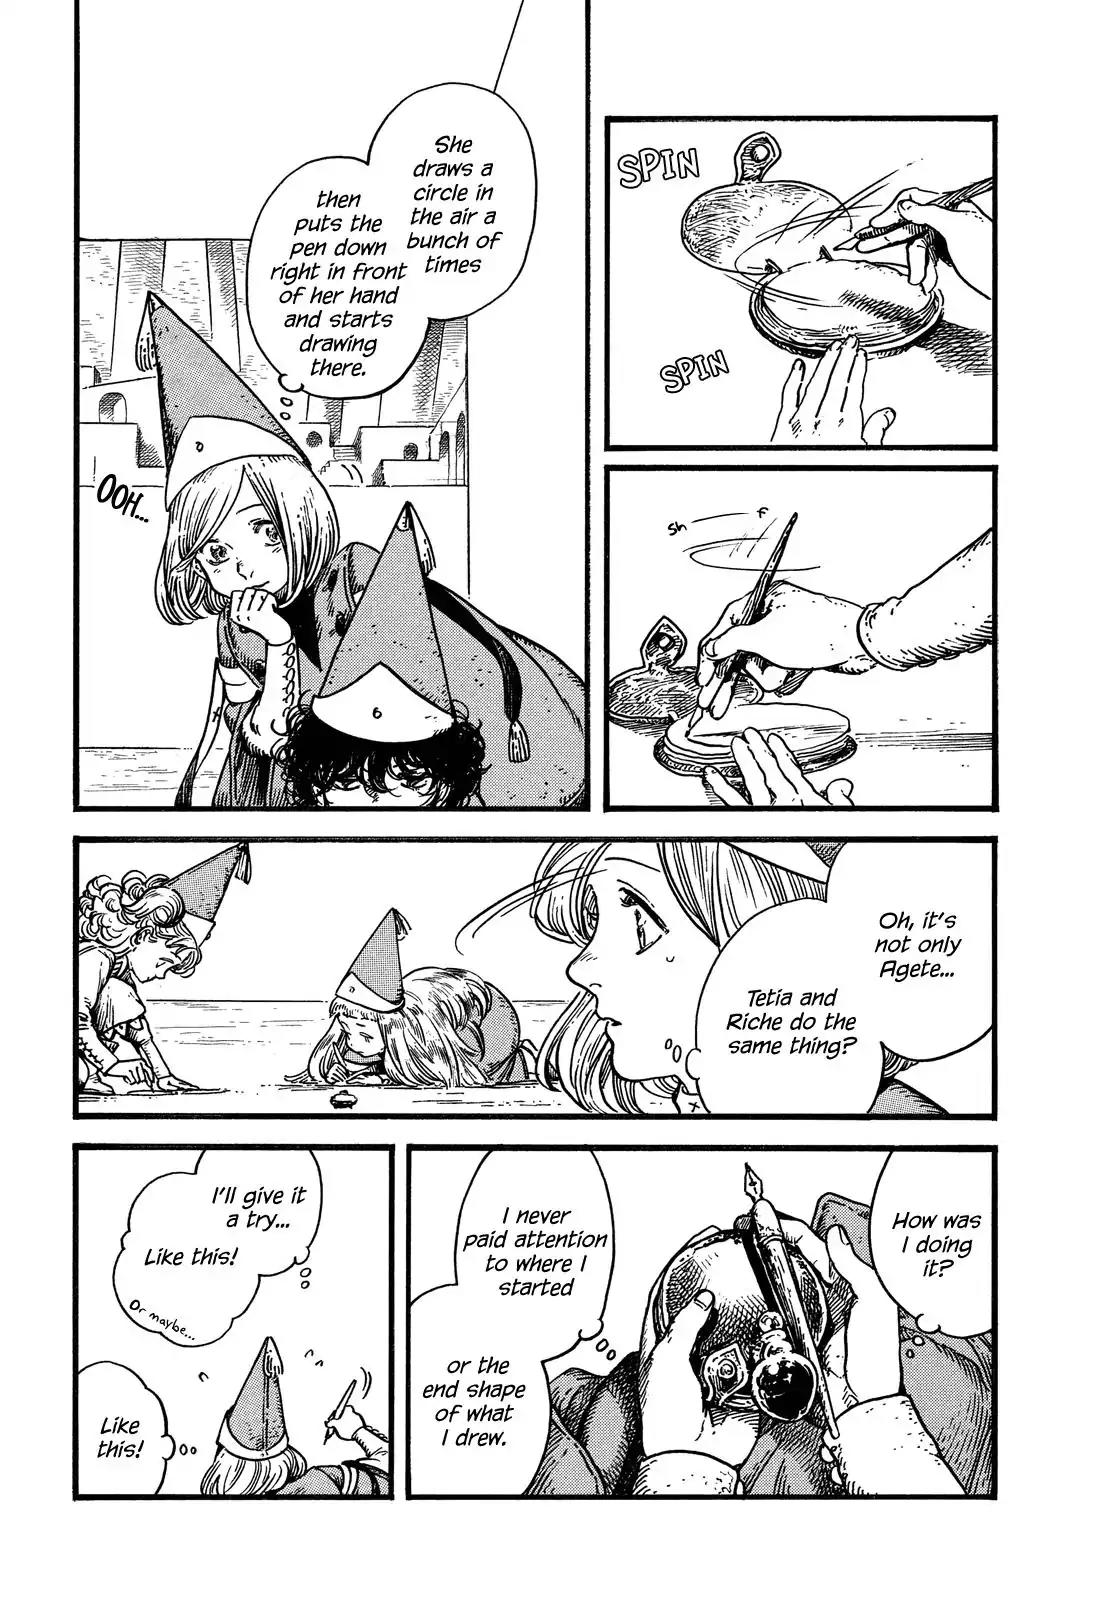 SPIN
SPIN
Sh
F
She
draws a
circle in
the air a
bunch of
times
then
puts the
pen down
right in front
of her hand
and starts
drawing
there.
OOH...
Oh, it's
not only
Agete...
Tetia and
Riche do the
same thing?
How was
I doing
it?
I never
paid attention
to where I
started
or the
end shape
of what
I drew.
I'll give it
a try...
Like this!
Or maybe...
Like
this!